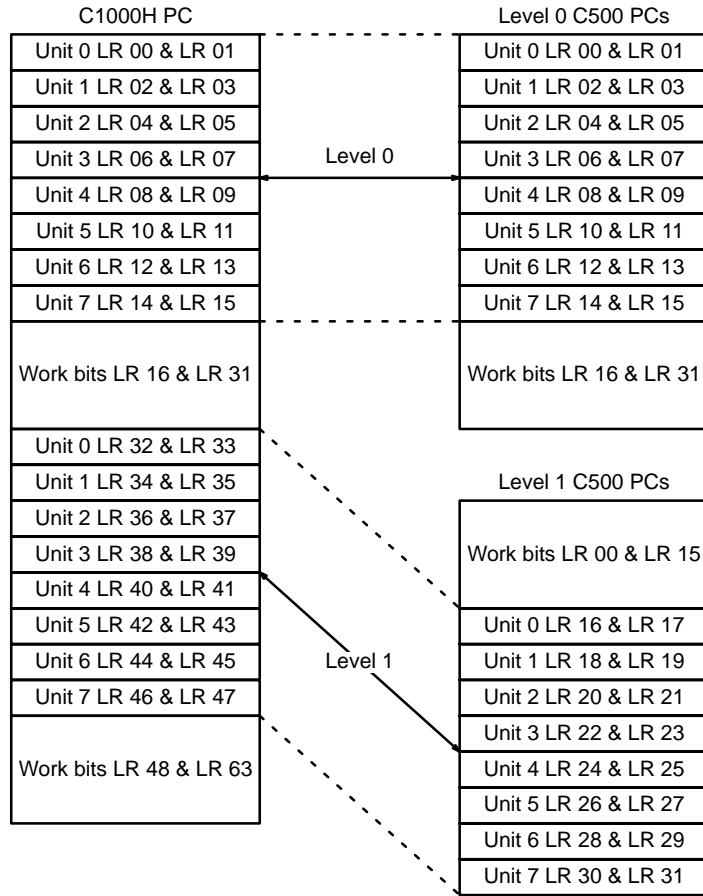 C1000H PC
Unit 0 LR 00 & LR 01
Unit 1 LR 02 & LR 03
Unit 2 LR 04 & LR 05
Unit 3 LR 06 & LR 07
Unit 4 LR 08 & LR 09
Unit 5 LR 10 & LR 11
Unit 6 LR 12 & LR 13
Unit 7 LR 14 & LR 15
Work bits LR 16 & LR 31
Unit 0 LR 32 & LR 33
Unit 1 LR 34 & LR 35
Unit 2 LR 36 & LR 37
Unit 3 LR 38 & LR 39
Unit 4 LR 40 & LR 41
Unit 5 LR 42 & LR 43
Unit 6 LR 44 & LR 45
Unit 7 LR 46 & LR 47
Work bits LR 48 & LR 63
Level 0
Level 1
Level 0 C500 PCs
Unit 0 LR 00 & LR 01
Unit 1 LR 02 & LR 03
Unit 2 LR 04 & LR 05
Unit 3 LR 06 & LR 07
Unit 4 LR 08 & LR 09
Unit 5 LR 10 & LR 11
Unit 6 LR 12 & LR 13
Unit 7 LR 14 & LR 15
Work bits LR 16 & LR 31
Level 1 C500 PCs
Work bits LR 00 & LR 15
Unit 0 LR 16 & LR 17
Unit 1 LR 18 & LR 19
Unit 2 LR 20 & LR 21
Unit 3 LR 22 & LR 23
Unit 4 LR 24 & LR 25
Unit 5 LR 26 & LR 27
Unit 6 LR 28 & LR 29
Unit 7 LR 30 & LR 31